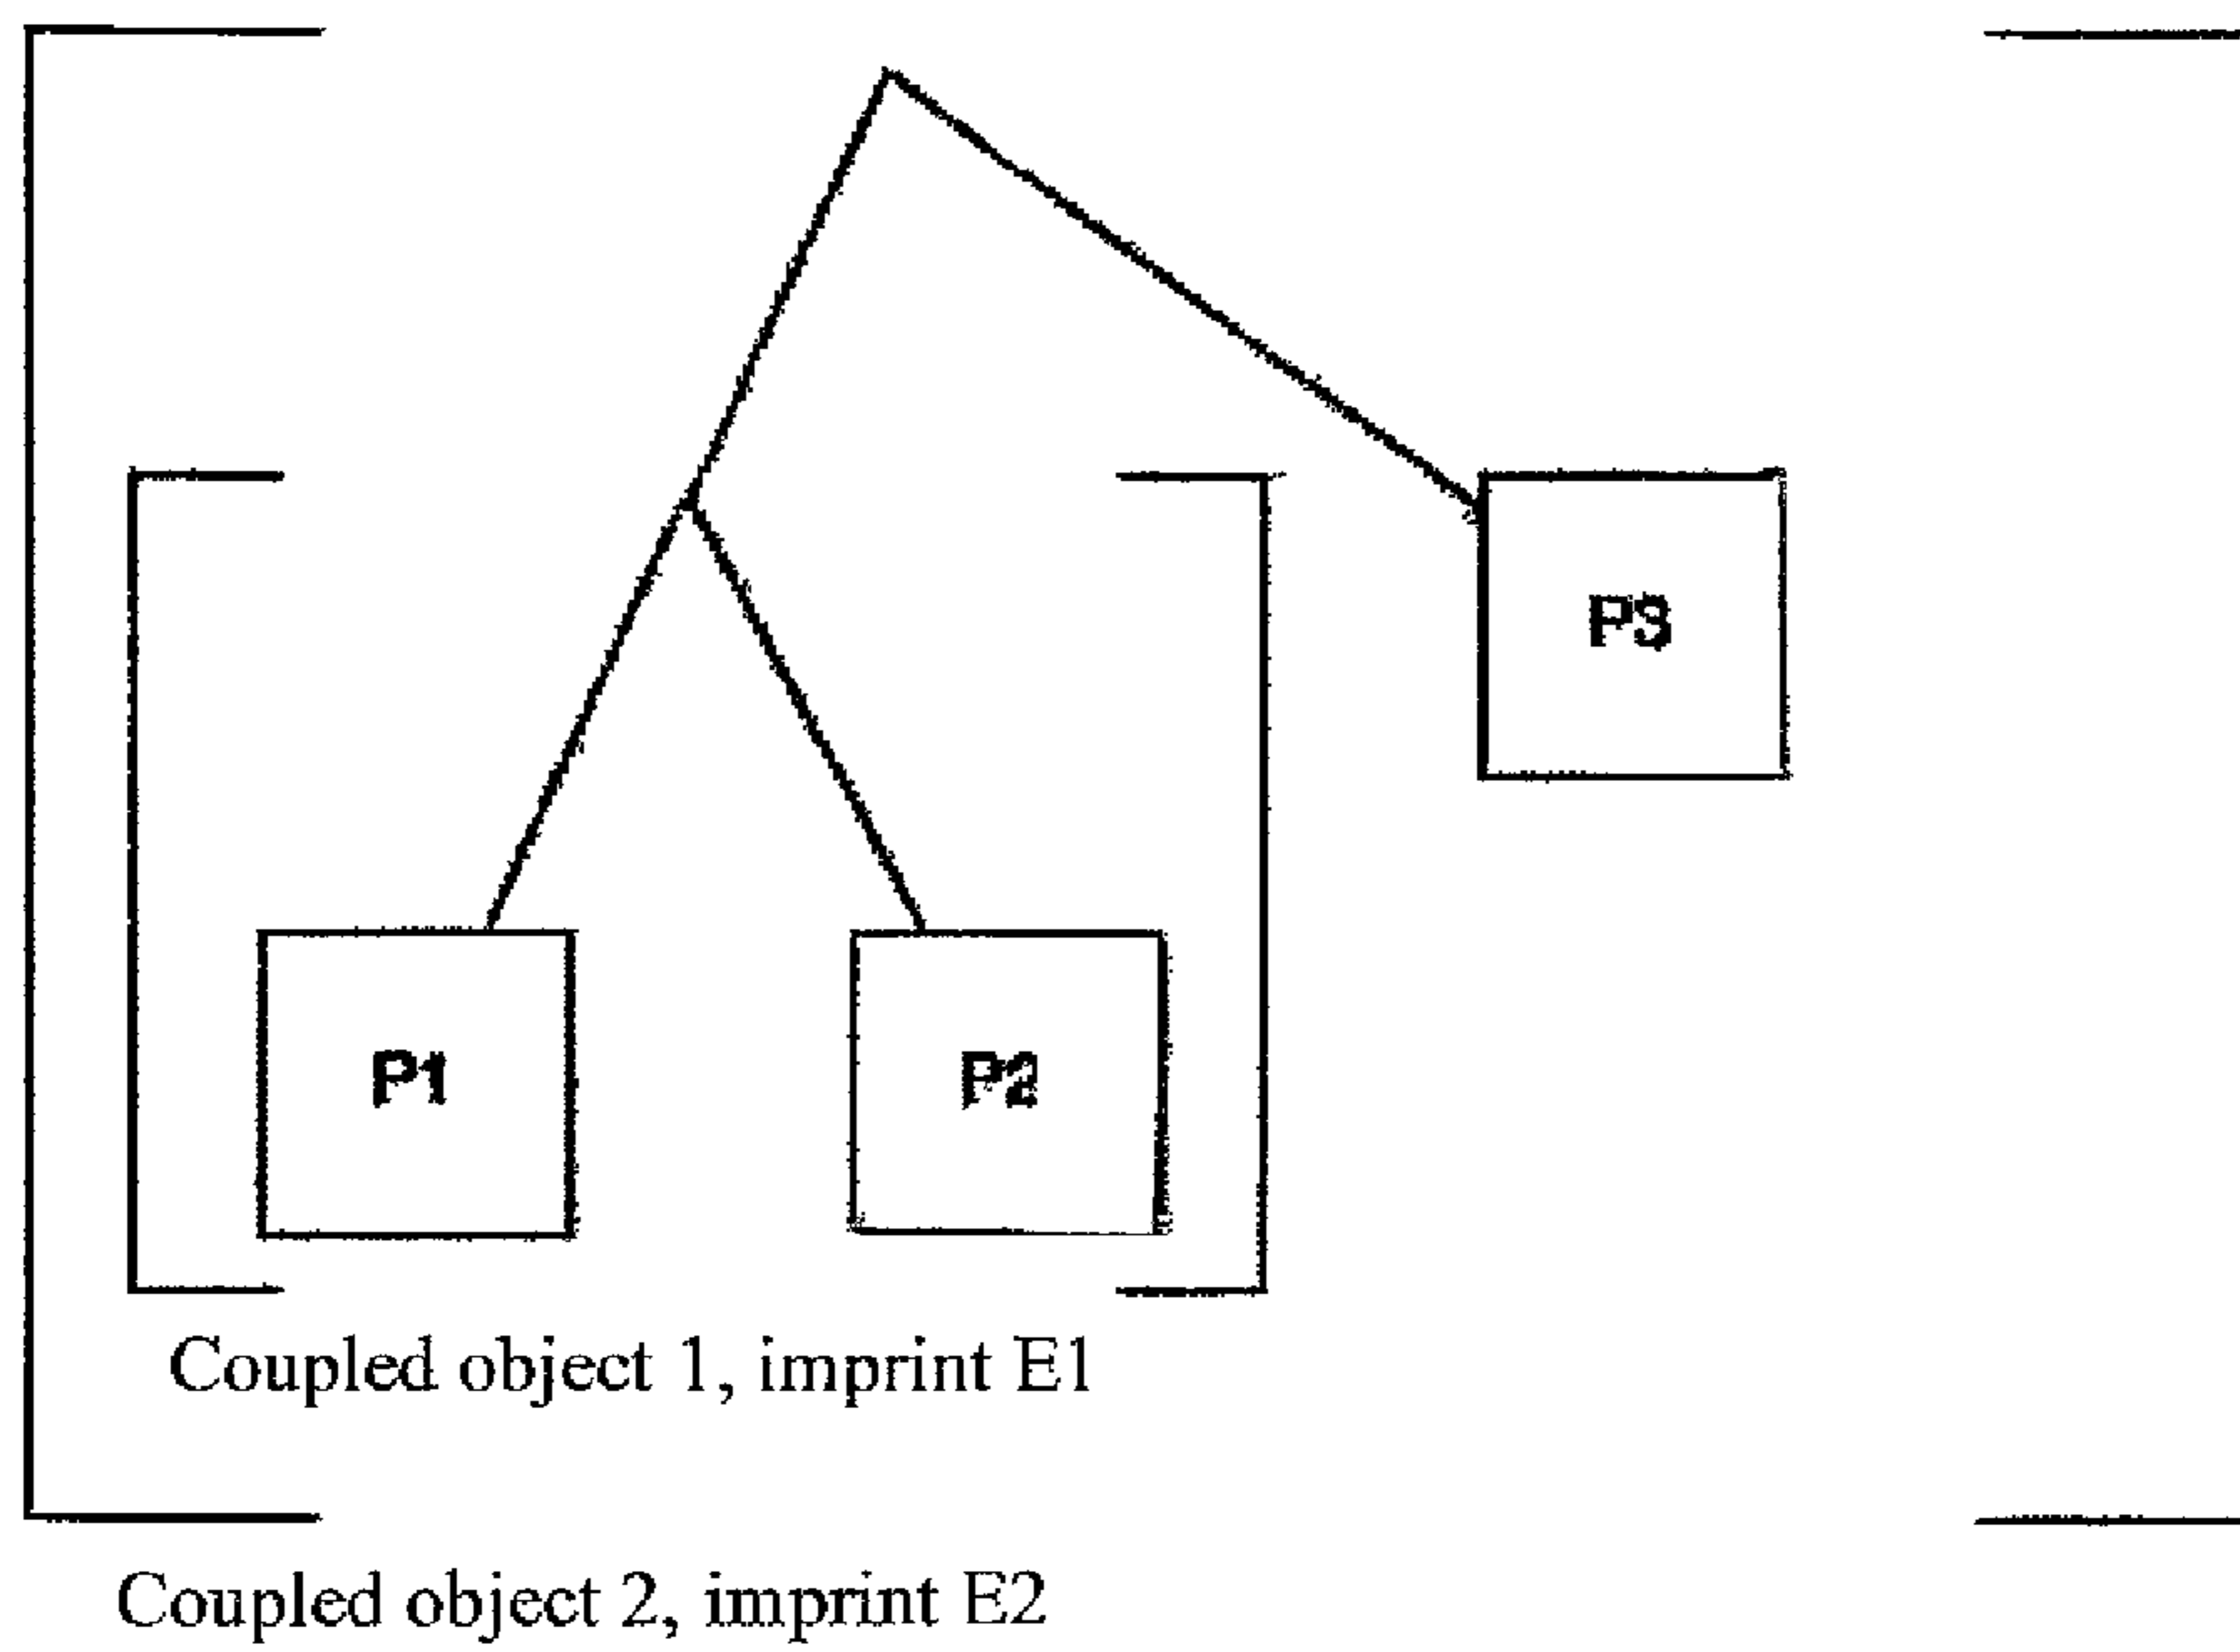 P3
P1
P2
Coupled object 1, imprint E1
Coupled object 2, imprint E2